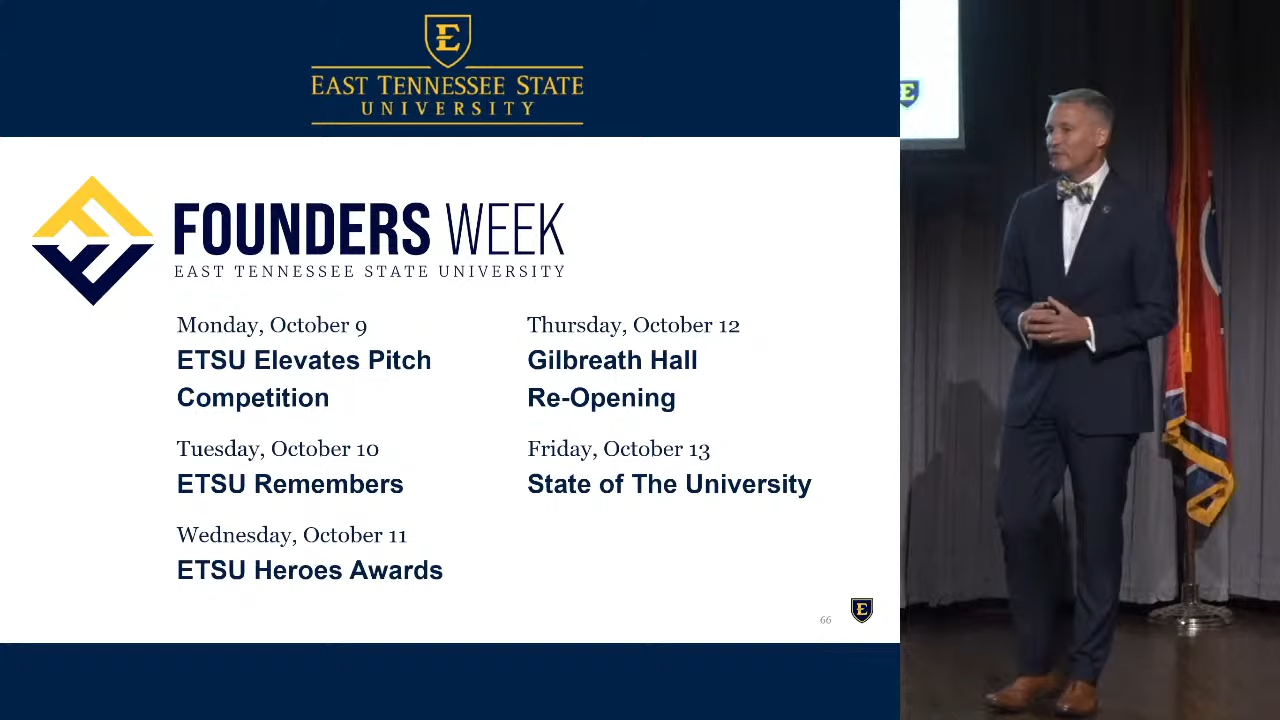 E
EAST TENNESSEE STATE
UNIVERSITY
FOUNDERS WEEK
EAST TENNESSEE STATE UNIVERSITY
Monday, October 9
ETSU Elevates Pitch
Competition
Tuesday, October 10
ETSU Remembers
Wednesday, October 11
ETSU Heroes Awards
Thursday, October 12
Gilbreath Hall
Re-Opening
Friday, October 13
State of The University
66
E
E